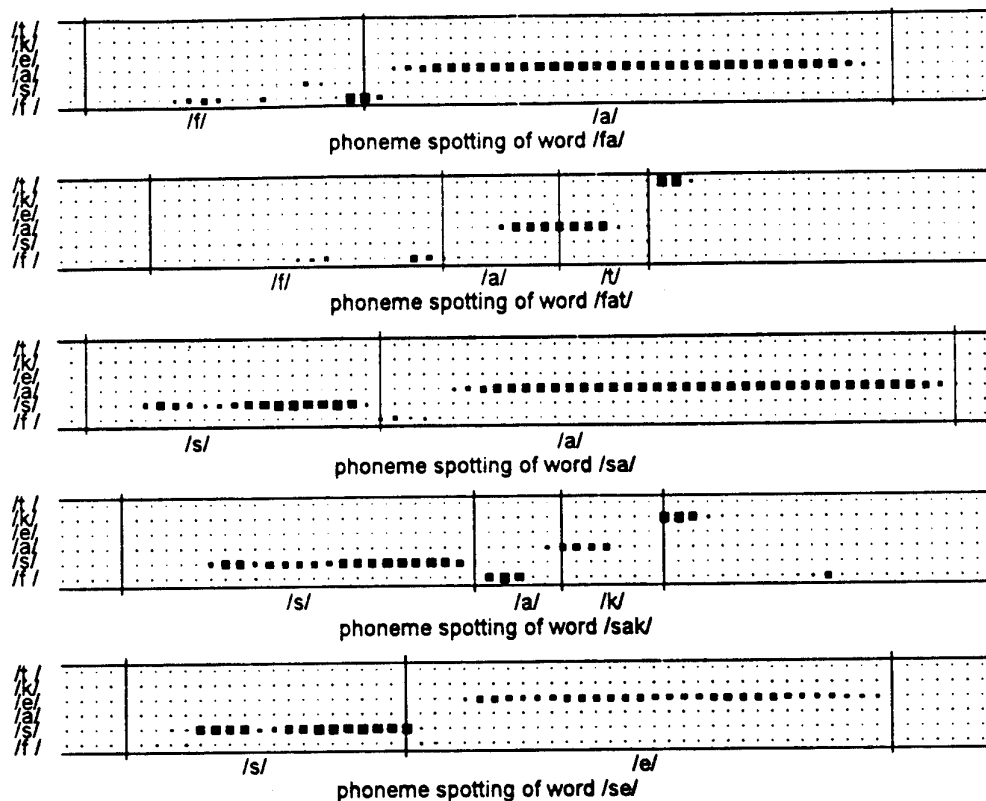 /t /
/k/
/e/
/a/
/s/
/f /
/f/ /a/
phoneme spotting of word /fa/
/t /
/k/
/e/
/a/
/s/
/f /
/f/ /a/ /t/
phoneme spotting of word /fat/
/t /
/k/
/e/
/a/
/s/
/f /
/s/ /a/
phoneme spotting of word /sa/
/t /
/k/
/e/
/a/
/s/
/f /
/s/ /a/ /k/
phoneme spotting of word /sak/
/t /
/k/
/e/
/a/
/s/
/f /
/s/ /e/
phoneme spotting of word /se/